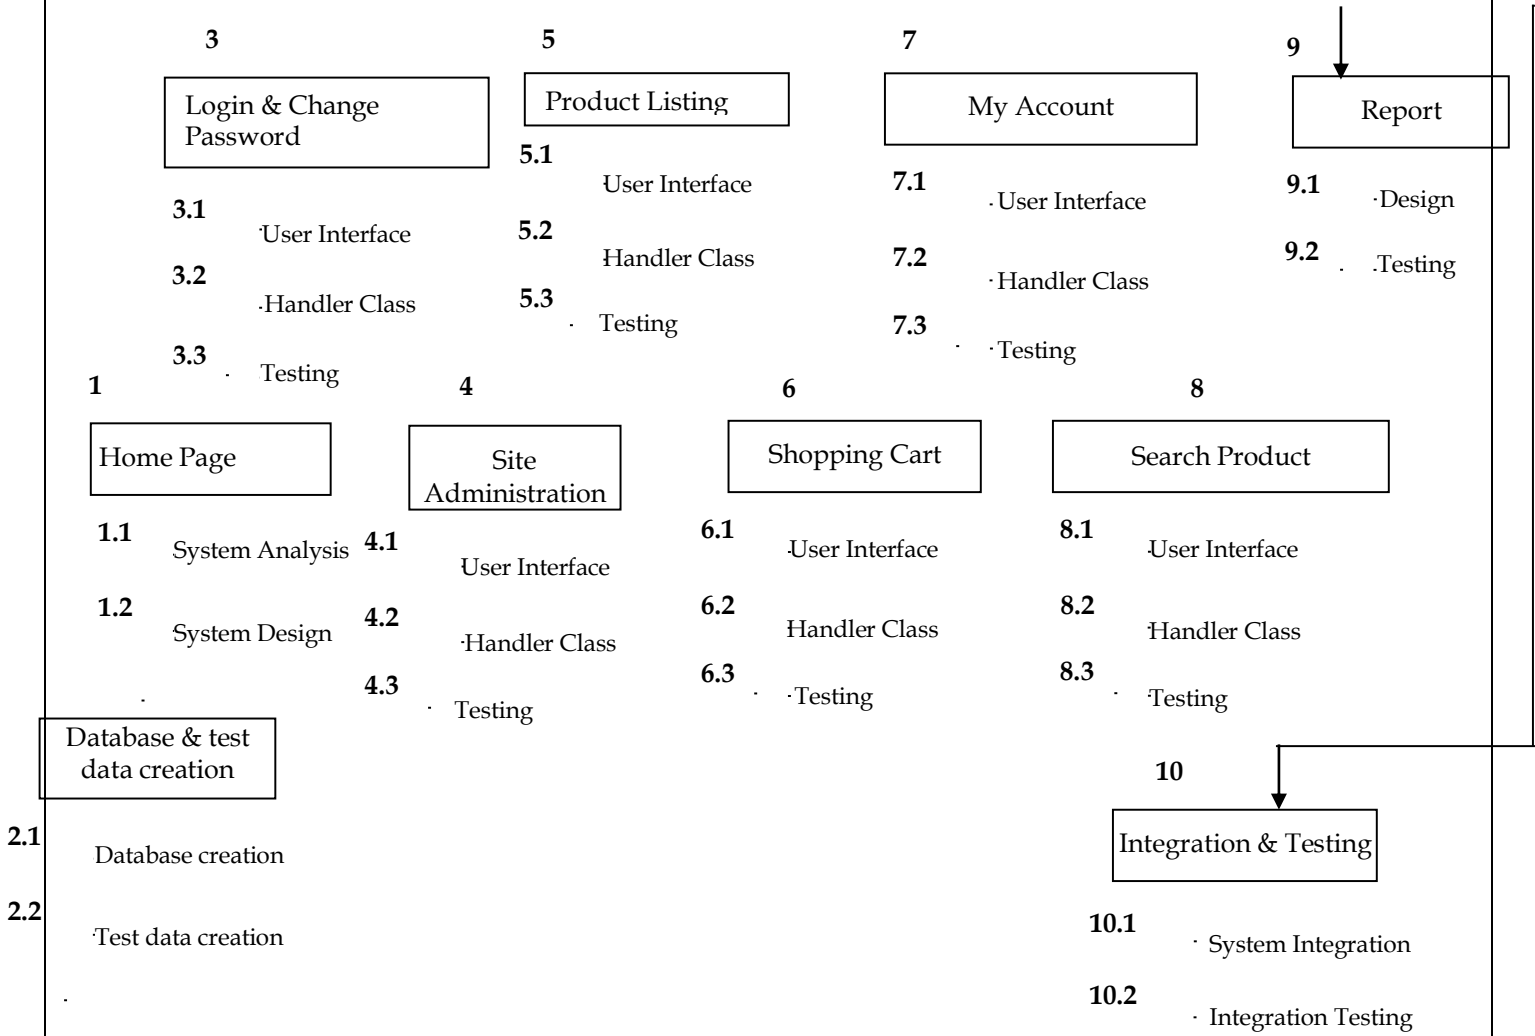 3
Login & Change
Password
3.1
User Interface
3.2
Handler Class
3.3
Testing
5
Product Listing
5.1
User Interface
5.2
Handler Class
5.3
Testing
7
My Account
7.1
User Interface
7.2
Handler Class
7.3
Testing
9
Report
9.1
Design
9.2
Testing
1
Home Page
1.1
System Analysis
1.2
System Design
4
Site
Administration
4.1
User Interface
4.2
Handler Class
4.3
Testing
6
Shopping Cart
6.1
User Interface
6.2
Handler Class
6.3
Testing
8
Search Product
8.1
User Interface
8.2
Handler Class
8.3
Testing
Database & test
data creation
2.1
Database creation
2.2
Test data creation
10
Integration & Testing
10.1
System Integration
10.2
Integration Testing